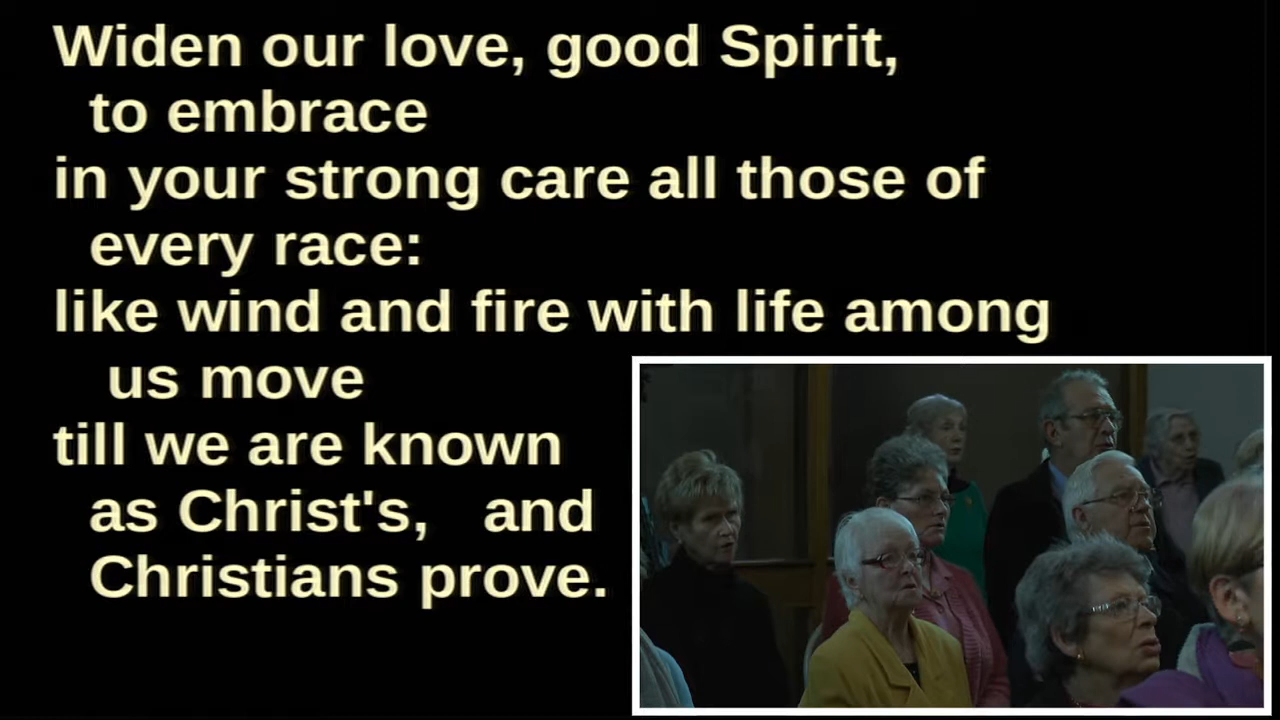 Widen our love, good Spirit,
to embrace
in your strong care all those of
every race:
like wind and fire with life among
us move
till we are known
as Christ's, and
Christians prove.